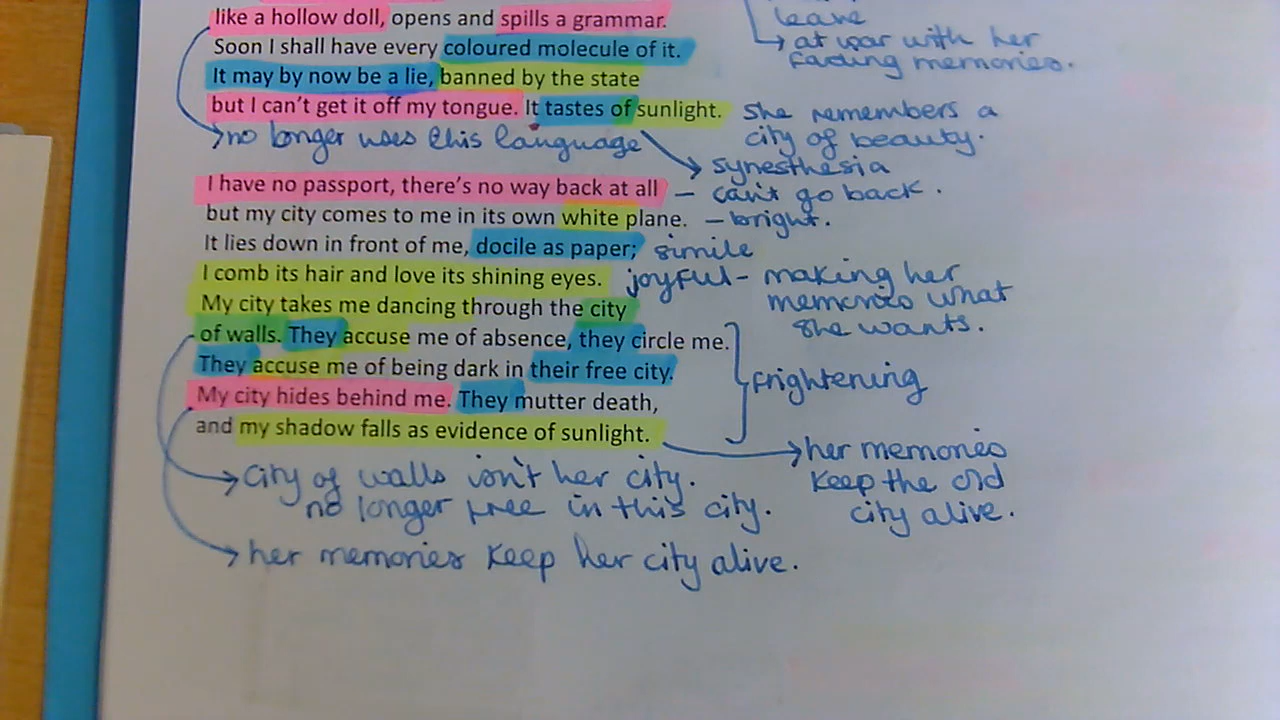 like a hollow doll, opens and spills a grammar.
leave
Soon I shall have every coloured molecule of it.
→ at war with her
fading memories.
It may by now be a lie, banned by the state
but I can't get it off my tongue. It tastes of sunlight.
She remembers a
city of beauty.
→ no longer uses this language
→ synesthesia
I have no passport, there's no way back at all
– can't go back.
but my city comes to me in its own white plane.
– bright.
It lies down in front of me, docile as paper;
simile
I comb its hair and love its shining eyes.
joyful – making her
memories what
she wants.
My city takes me dancing through the city
of walls. They accuse me of absence, they circle me.
They accuse me of being dark in their free city.
frightening
My city hides behind me. They mutter death,
and my shadow falls as evidence of sunlight.
→ her memories
keep the old
city alive.
→ city of walls isn't her city.
no longer free in this city.
→ her memories keep her city alive.